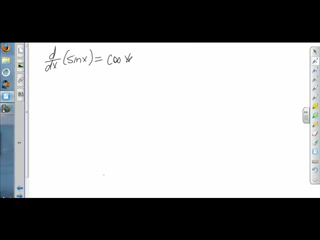 d/dx (sin x) = cos x